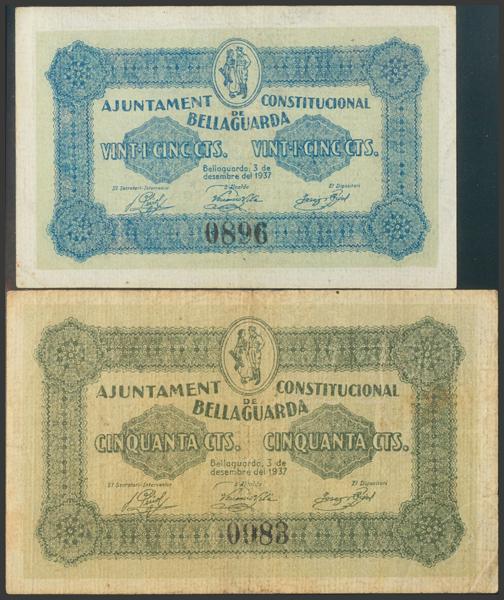 AJUNTAMENT CONSTITUCIONAL
DE
BELLAGUARDA
VINT-I-CINC CTS. VINT-I-CINC CTS.
Bellaguarda, 3 de
desembre del 1937
El Secretari-Interventor L'Alcalde El Dipositari
0896
AJUNTAMENT CONSTITUCIONAL
DE
BELLAGUARDA
CINQUANTA CTS. CINQUANTA CTS.
Bellaguarda, 3 de
desembre del 1937
El Secretari-Interventor L'Alcalde El Dipositari
0983